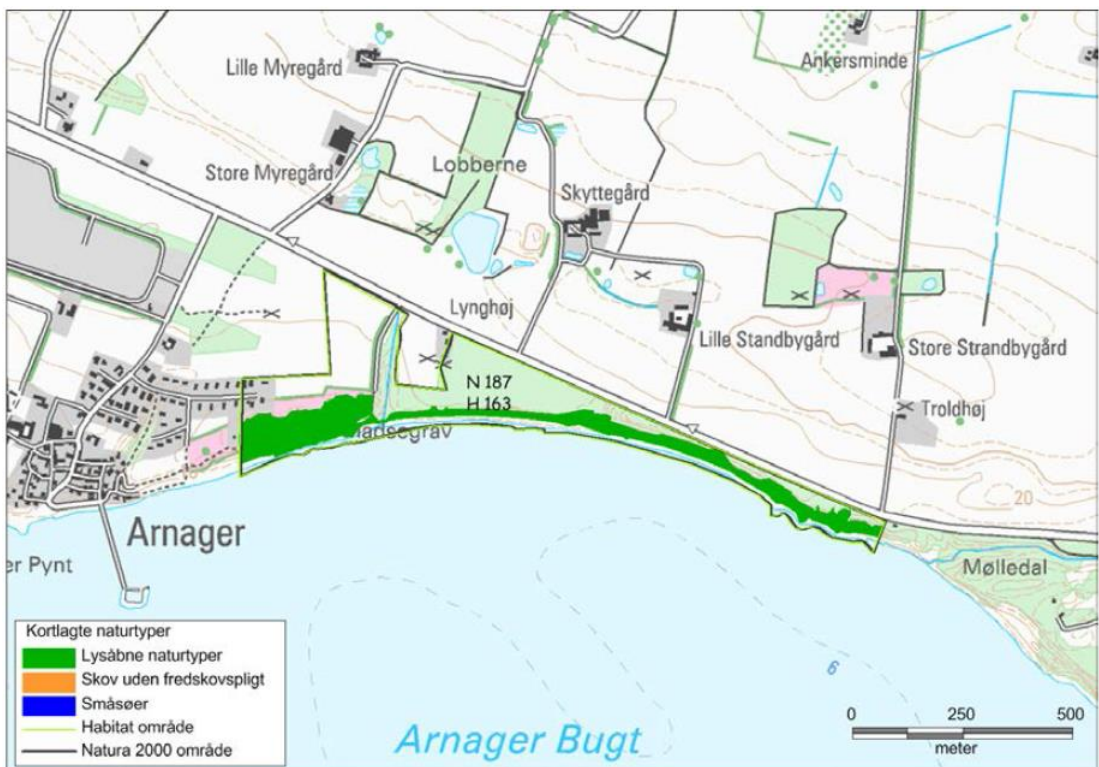 Lille Myregård
Ankersminde
Store Myregård
Lobberne
Skyttegård
Lynghøj
Lille Standbygård
Store Strandbygård
N 187
H 163
Troldhøj
Arnager
er Pynt
Mølledal
20
6
Arnager Bugt
Kortlagte naturtyper
Lysåbne naturtyper
Skov uden fredskovspligt
Småsøer
Habitat område
Natura 2000 område
0 250 500
meter